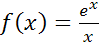 f(x) = e^x / x